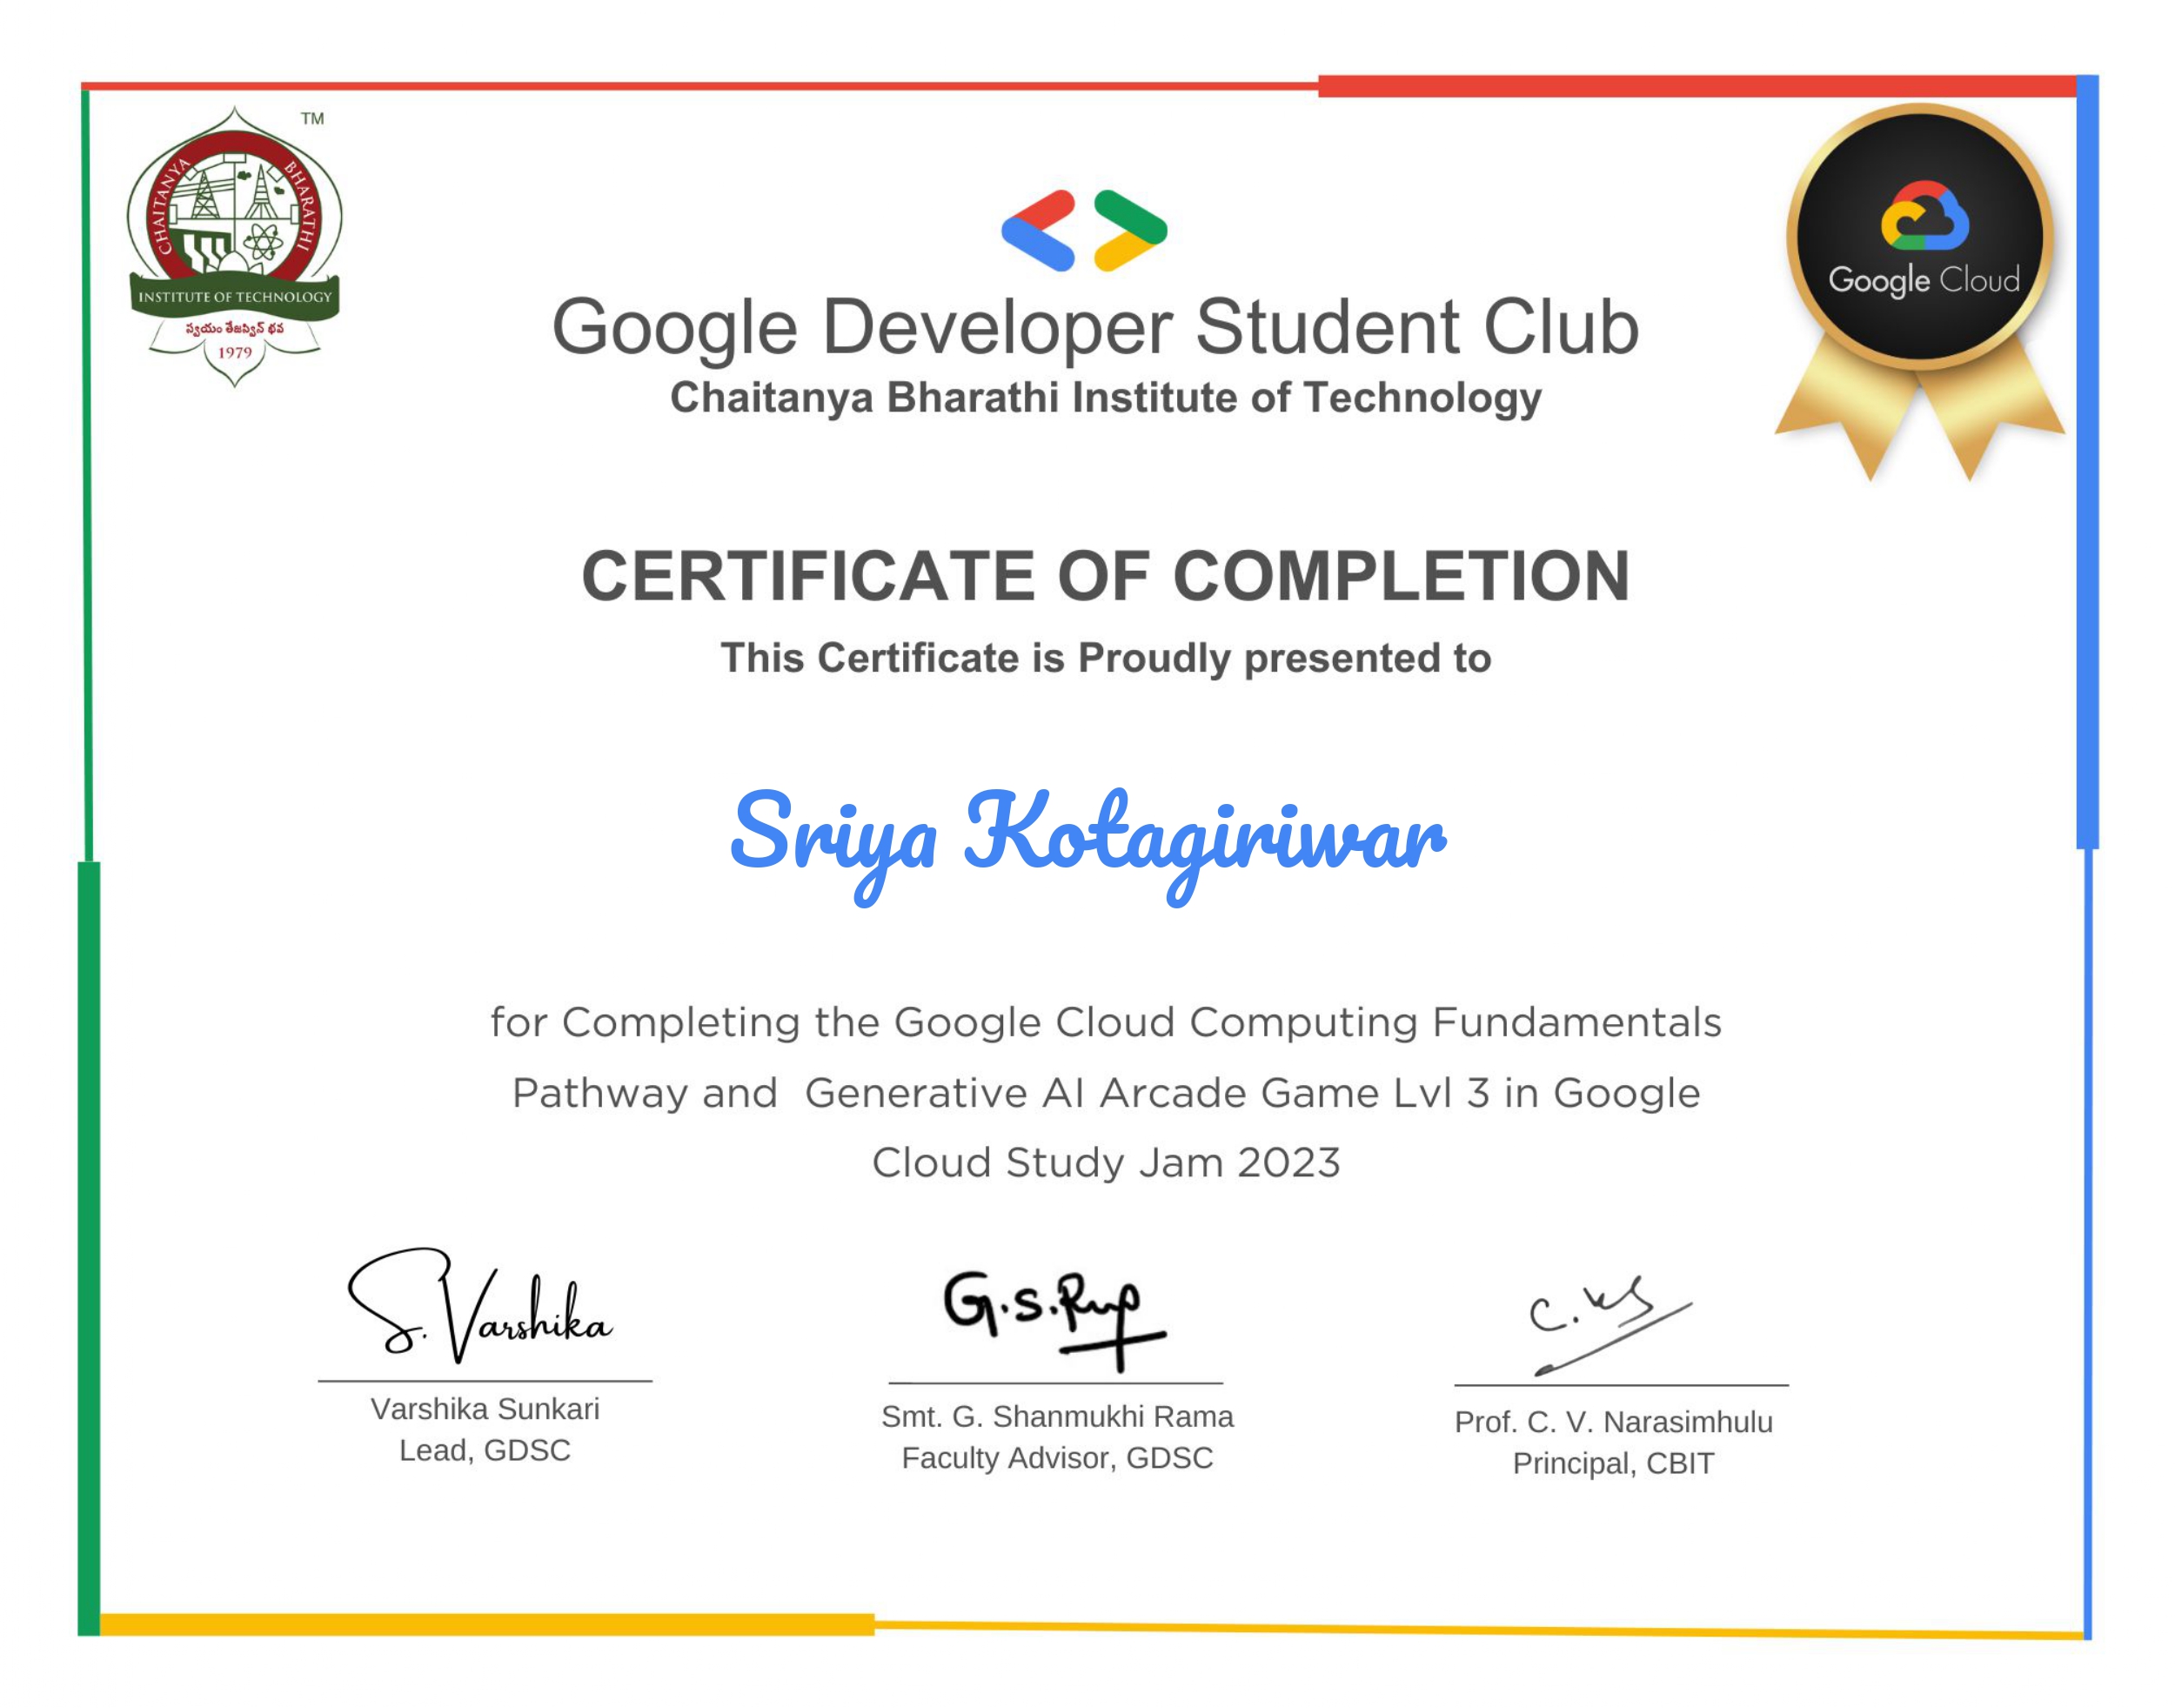 TM
CHAITANYA BHARATHI
INSTITUTE OF TECHNOLOGY
స్వయం తేజస్విన్ భవ
1979
Google Cloud
Google Developer Student Club
Chaitanya Bharathi Institute of Technology
CERTIFICATE OF COMPLETION
This Certificate is Proudly presented to
Sriya Kotagiriwar
for Completing the Google Cloud Computing Fundamentals
Pathway and Generative AI Arcade Game Lvl 3 in Google
Cloud Study Jam 2023
S. Varshika
Varshika Sunkari
Lead, GDSC
G.S.
Smt. G. Shanmukhi Rama
Faculty Advisor, GDSC
Prof. C. V. Narasimhulu
Principal, CBIT